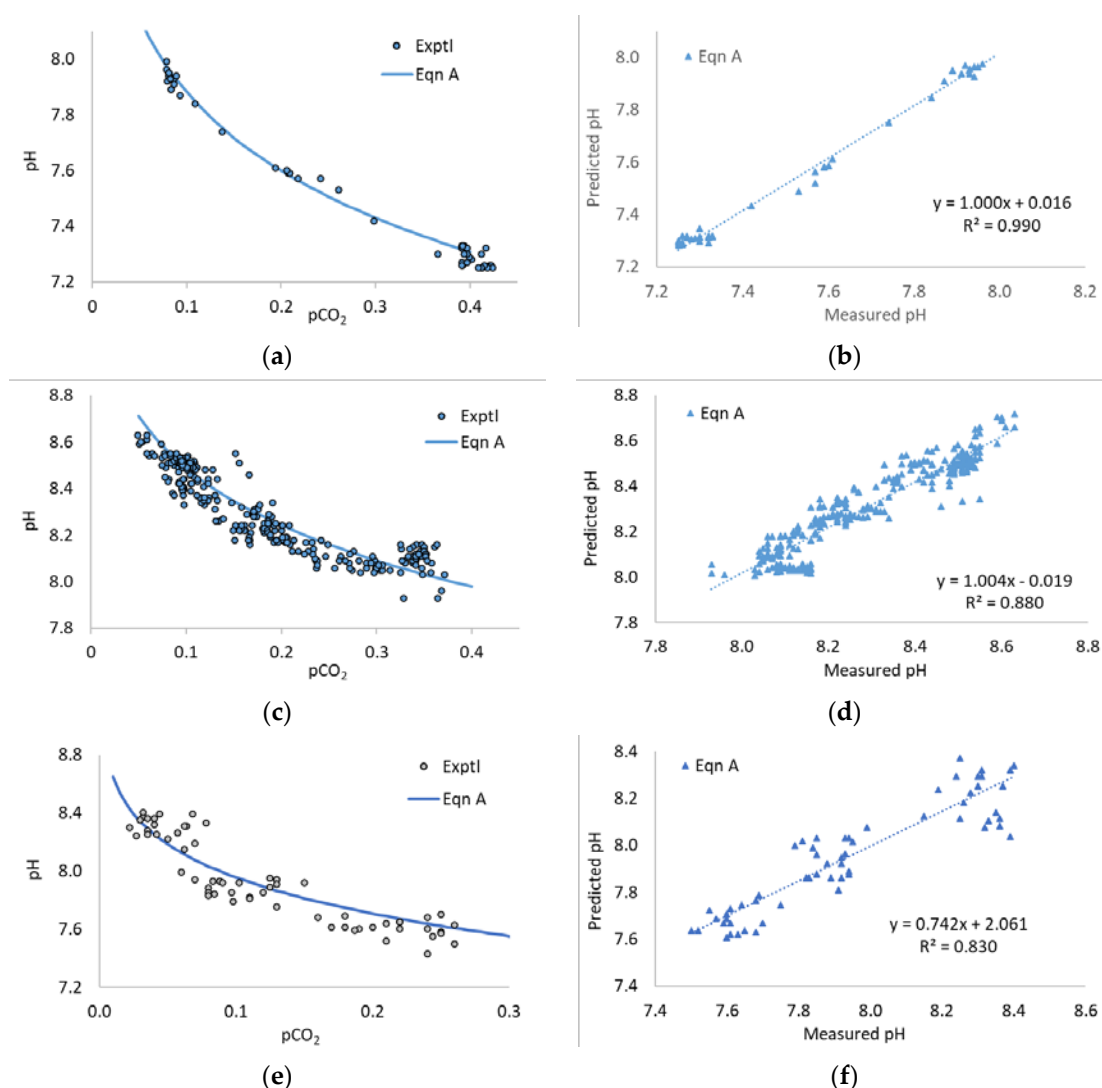 8.0
7.8
7.6
7.4
7.2
pH
0
0.1
0.2
0.3
0.4
pCO2
Exptl
Eqn A
(a)
8.0
7.8
7.6
7.4
7.2
Predicted pH
7.2
7.4
7.6
7.8
8.0
8.2
Measured pH
Eqn A
y = 1.000x + 0.016
R² = 0.990
(b)
8.8
8.6
8.4
8.2
8.0
7.8
pH
0
0.1
0.2
0.3
0.4
pCO2
Exptl
Eqn A
(c)
8.8
8.6
8.4
8.2
8.0
7.8
Predicted pH
7.8
8.0
8.2
8.4
8.6
8.8
Measured pH
Eqn A
y = 1.004x - 0.019
R² = 0.880
(d)
8.8
8.4
8.0
7.6
7.2
pH
0.0
0.1
0.2
0.3
pCO2
Exptl
Eqn A
(e)
8.4
8.2
8.0
7.8
7.6
7.4
Predicted pH
7.4
7.6
7.8
8.0
8.2
8.4
8.6
Measured pH
Eqn A
y = 0.742x + 2.061
R² = 0.830
(f)